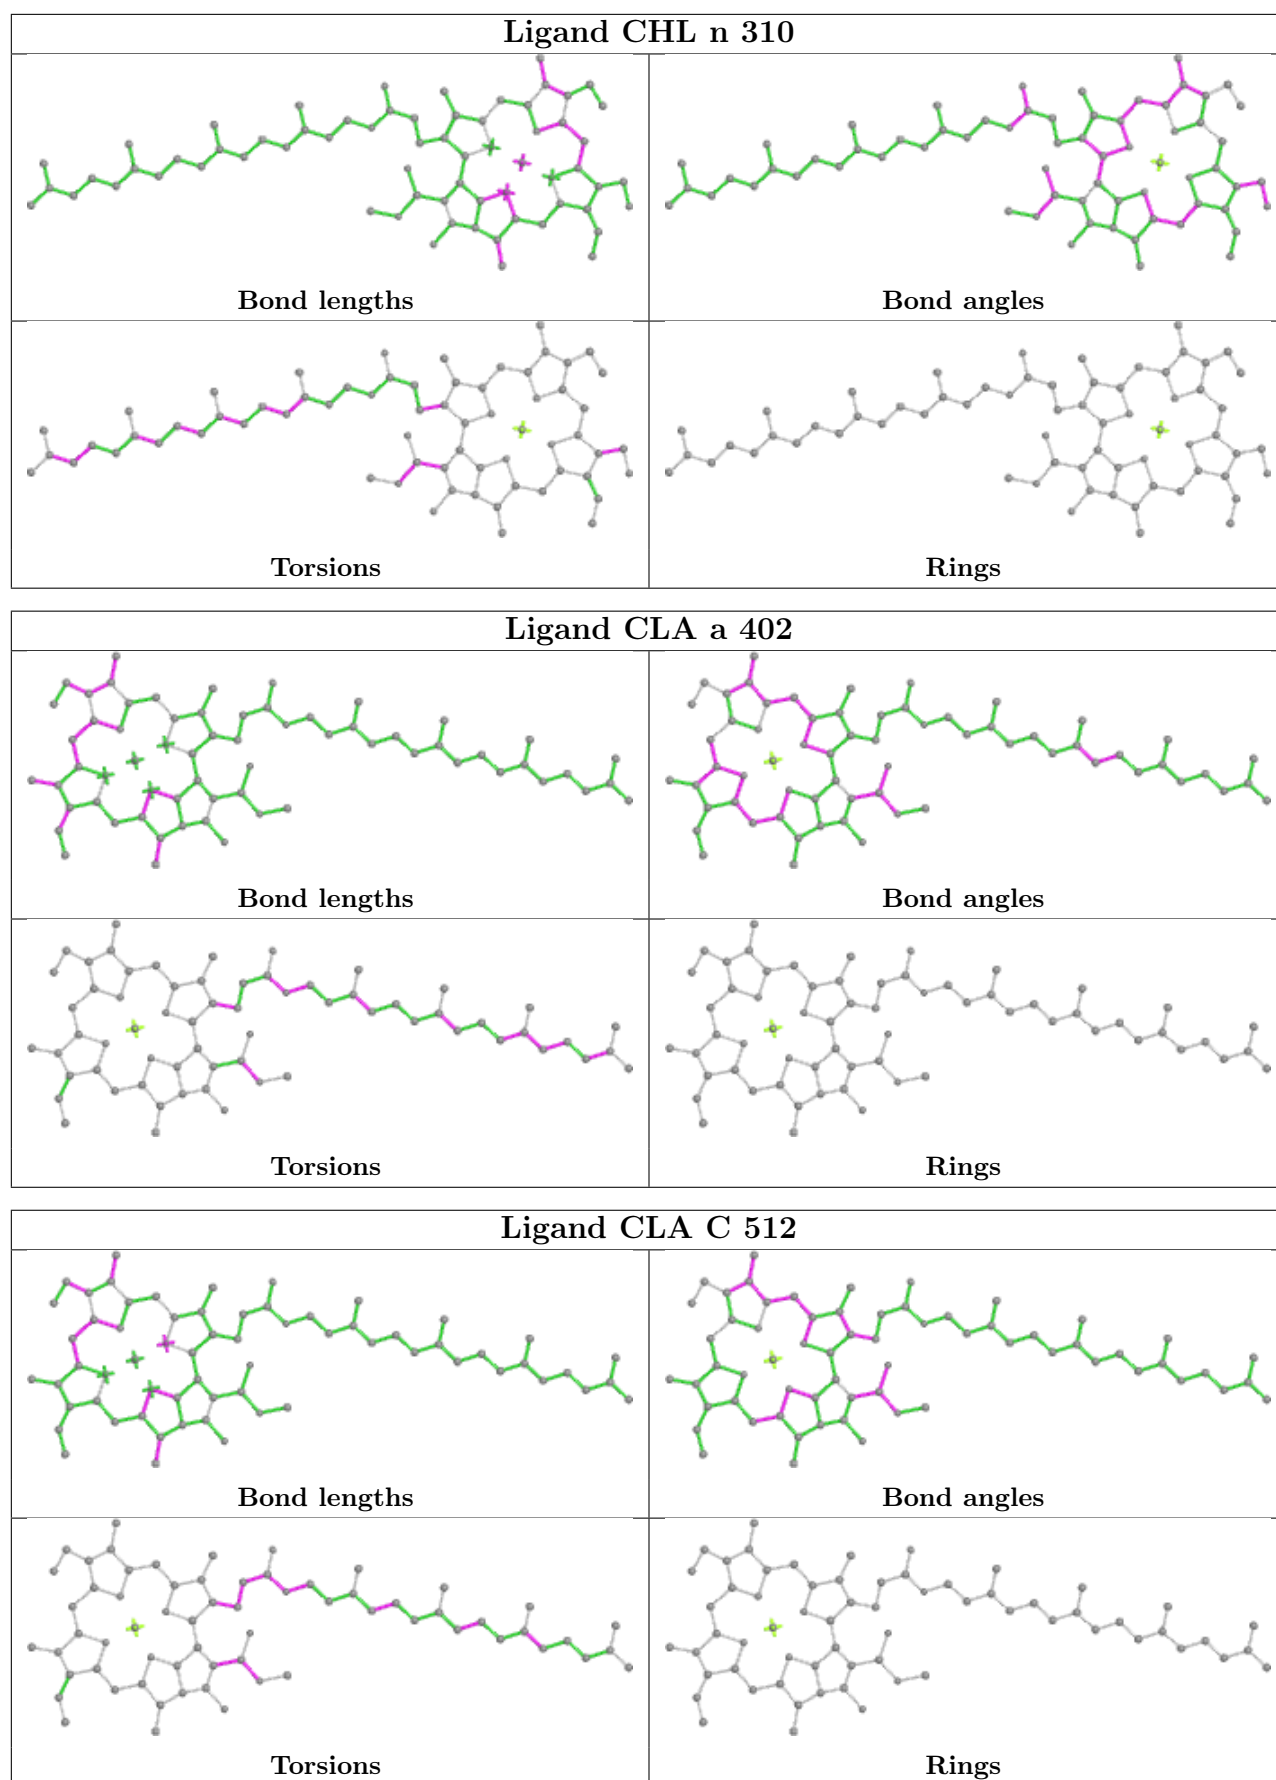 Ligand CHL n 310
Bond lengths
Bond angles
Torsions
Rings
Ligand CLA a 402
Bond lengths
Bond angles
Torsions
Rings
Ligand CLA C 512
Bond lengths
Bond angles
Torsions
Rings